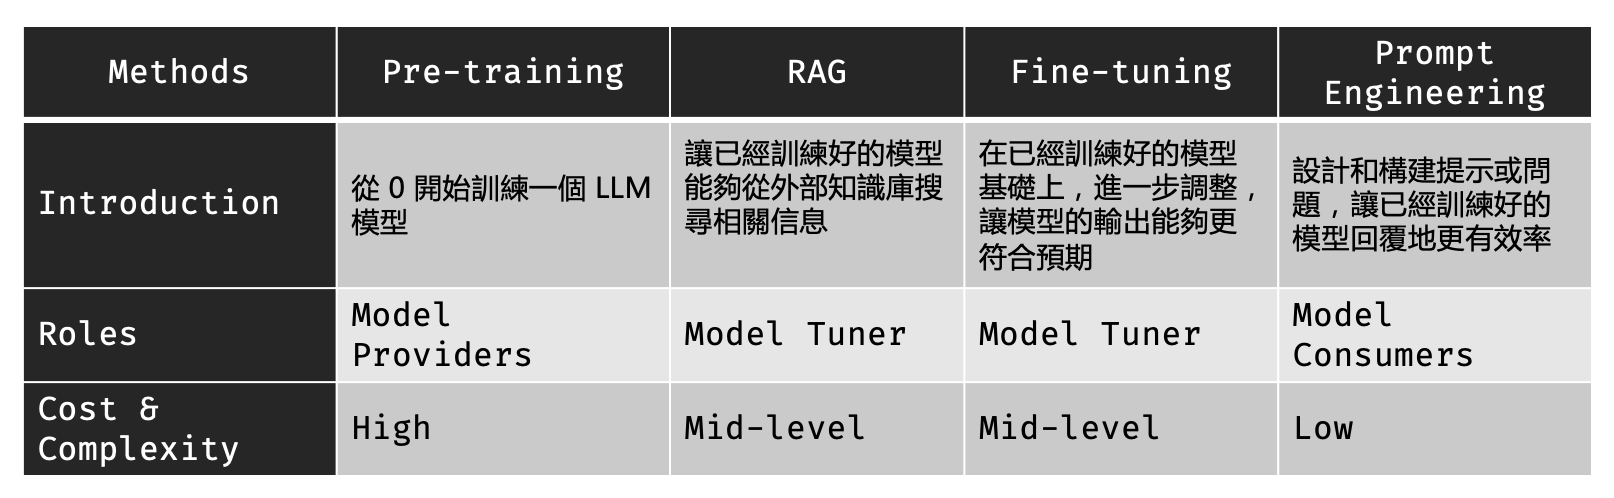 Methods
Pre-training
RAG
Fine-tuning
Prompt
Engineering
Introduction
從 0 開始訓練一個 LLM
模型
讓已經訓練好的模型
能夠從外部知識庫搜
尋相關信息
在已經訓練好的模型
基礎上，進一步調整，
讓模型的輸出能夠更
符合預期
設計和構建提示或問
題，讓已經訓練好的
模型回覆地更有效率
Roles
Model
Providers
Model Tuner
Model Tuner
Model
Consumers
Cost &
Complexity
High
Mid-level
Mid-level
Low